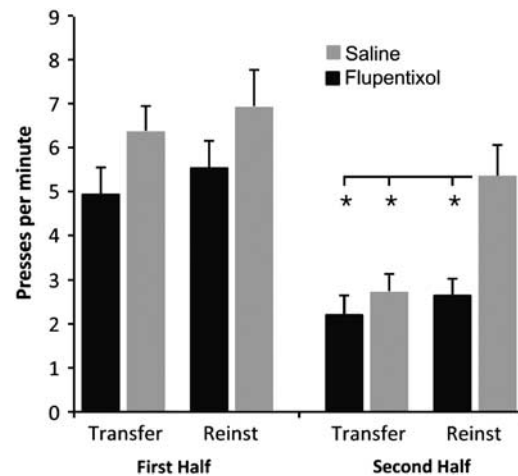 9
8
7
6
5
4
3
2
1
0
Presses per minute
Saline
Flupentixol
* * *
Transfer Reinst Transfer Reinst
First Half Second Half